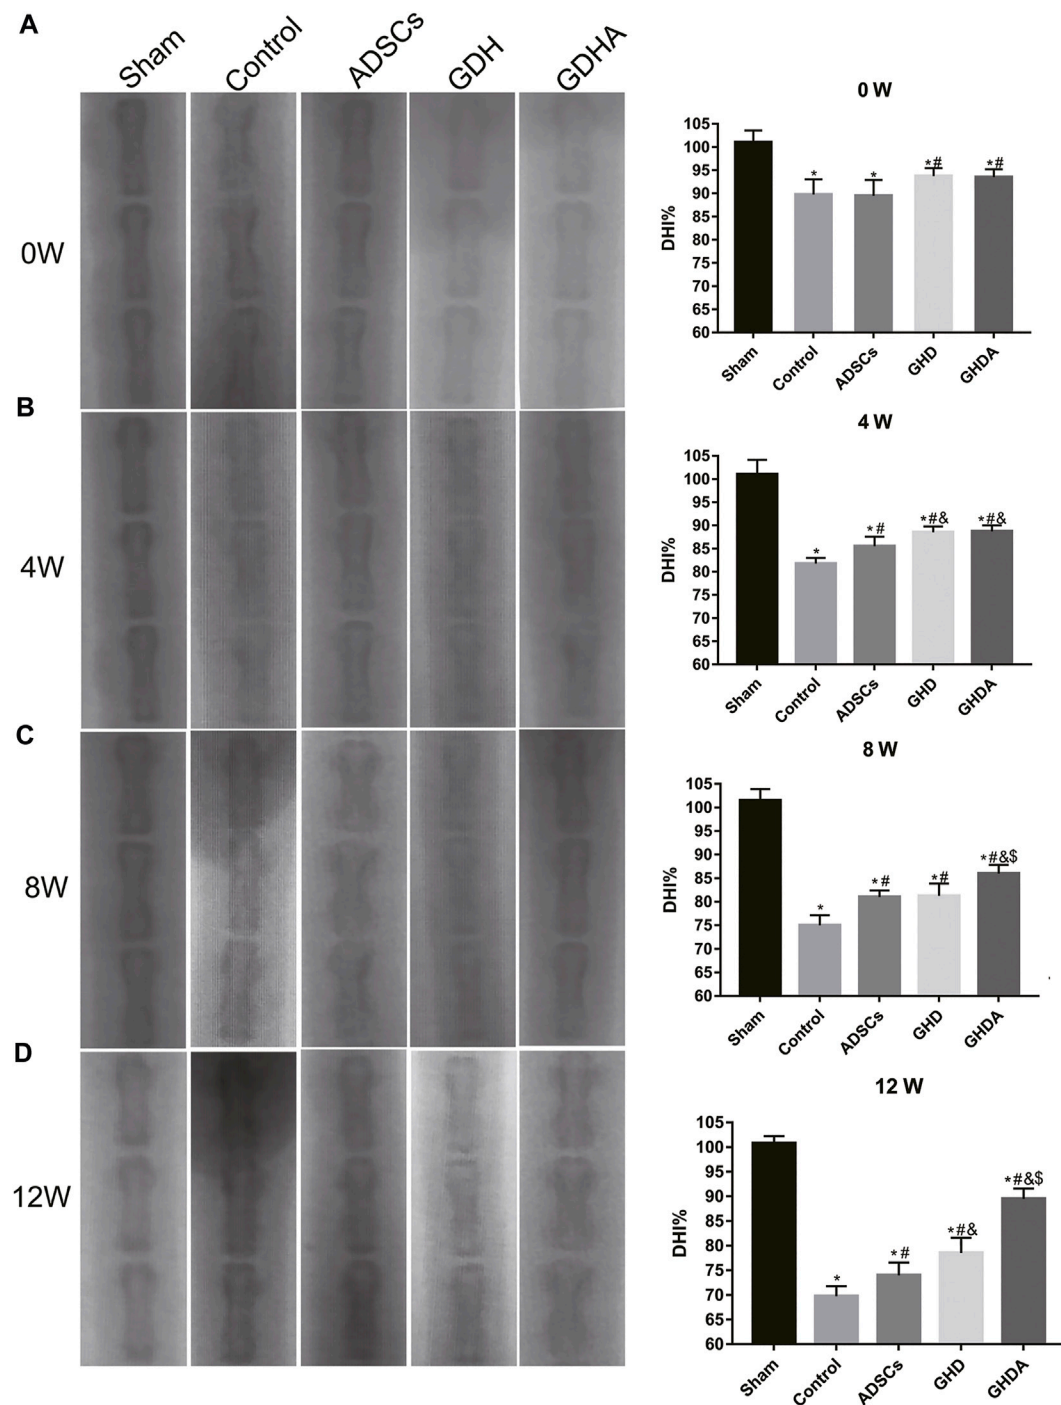 A
Sham
Control
ADSCs
GDH
GDHA
0W
0 W
DHI%
105
100
95
90
85
80
75
70
65
60
*
*
*#
*#
Sham
Control
ADSCs
GHD
GHDA
B
4W
4 W
DHI%
105
100
95
90
85
80
75
70
65
60
*
*#
*#&
*#&
Sham
Control
ADSCs
GHD
GHDA
C
8W
8 W
DHI%
105
100
95
90
85
80
75
70
65
60
*
*#
*#
*#&$
Sham
Control
ADSCs
GHD
GHDA
D
12W
12 W
DHI%
105
100
95
90
85
80
75
70
65
60
*
*#
*#&
*#&$
Sham
Control
ADSCs
GHD
GHDA